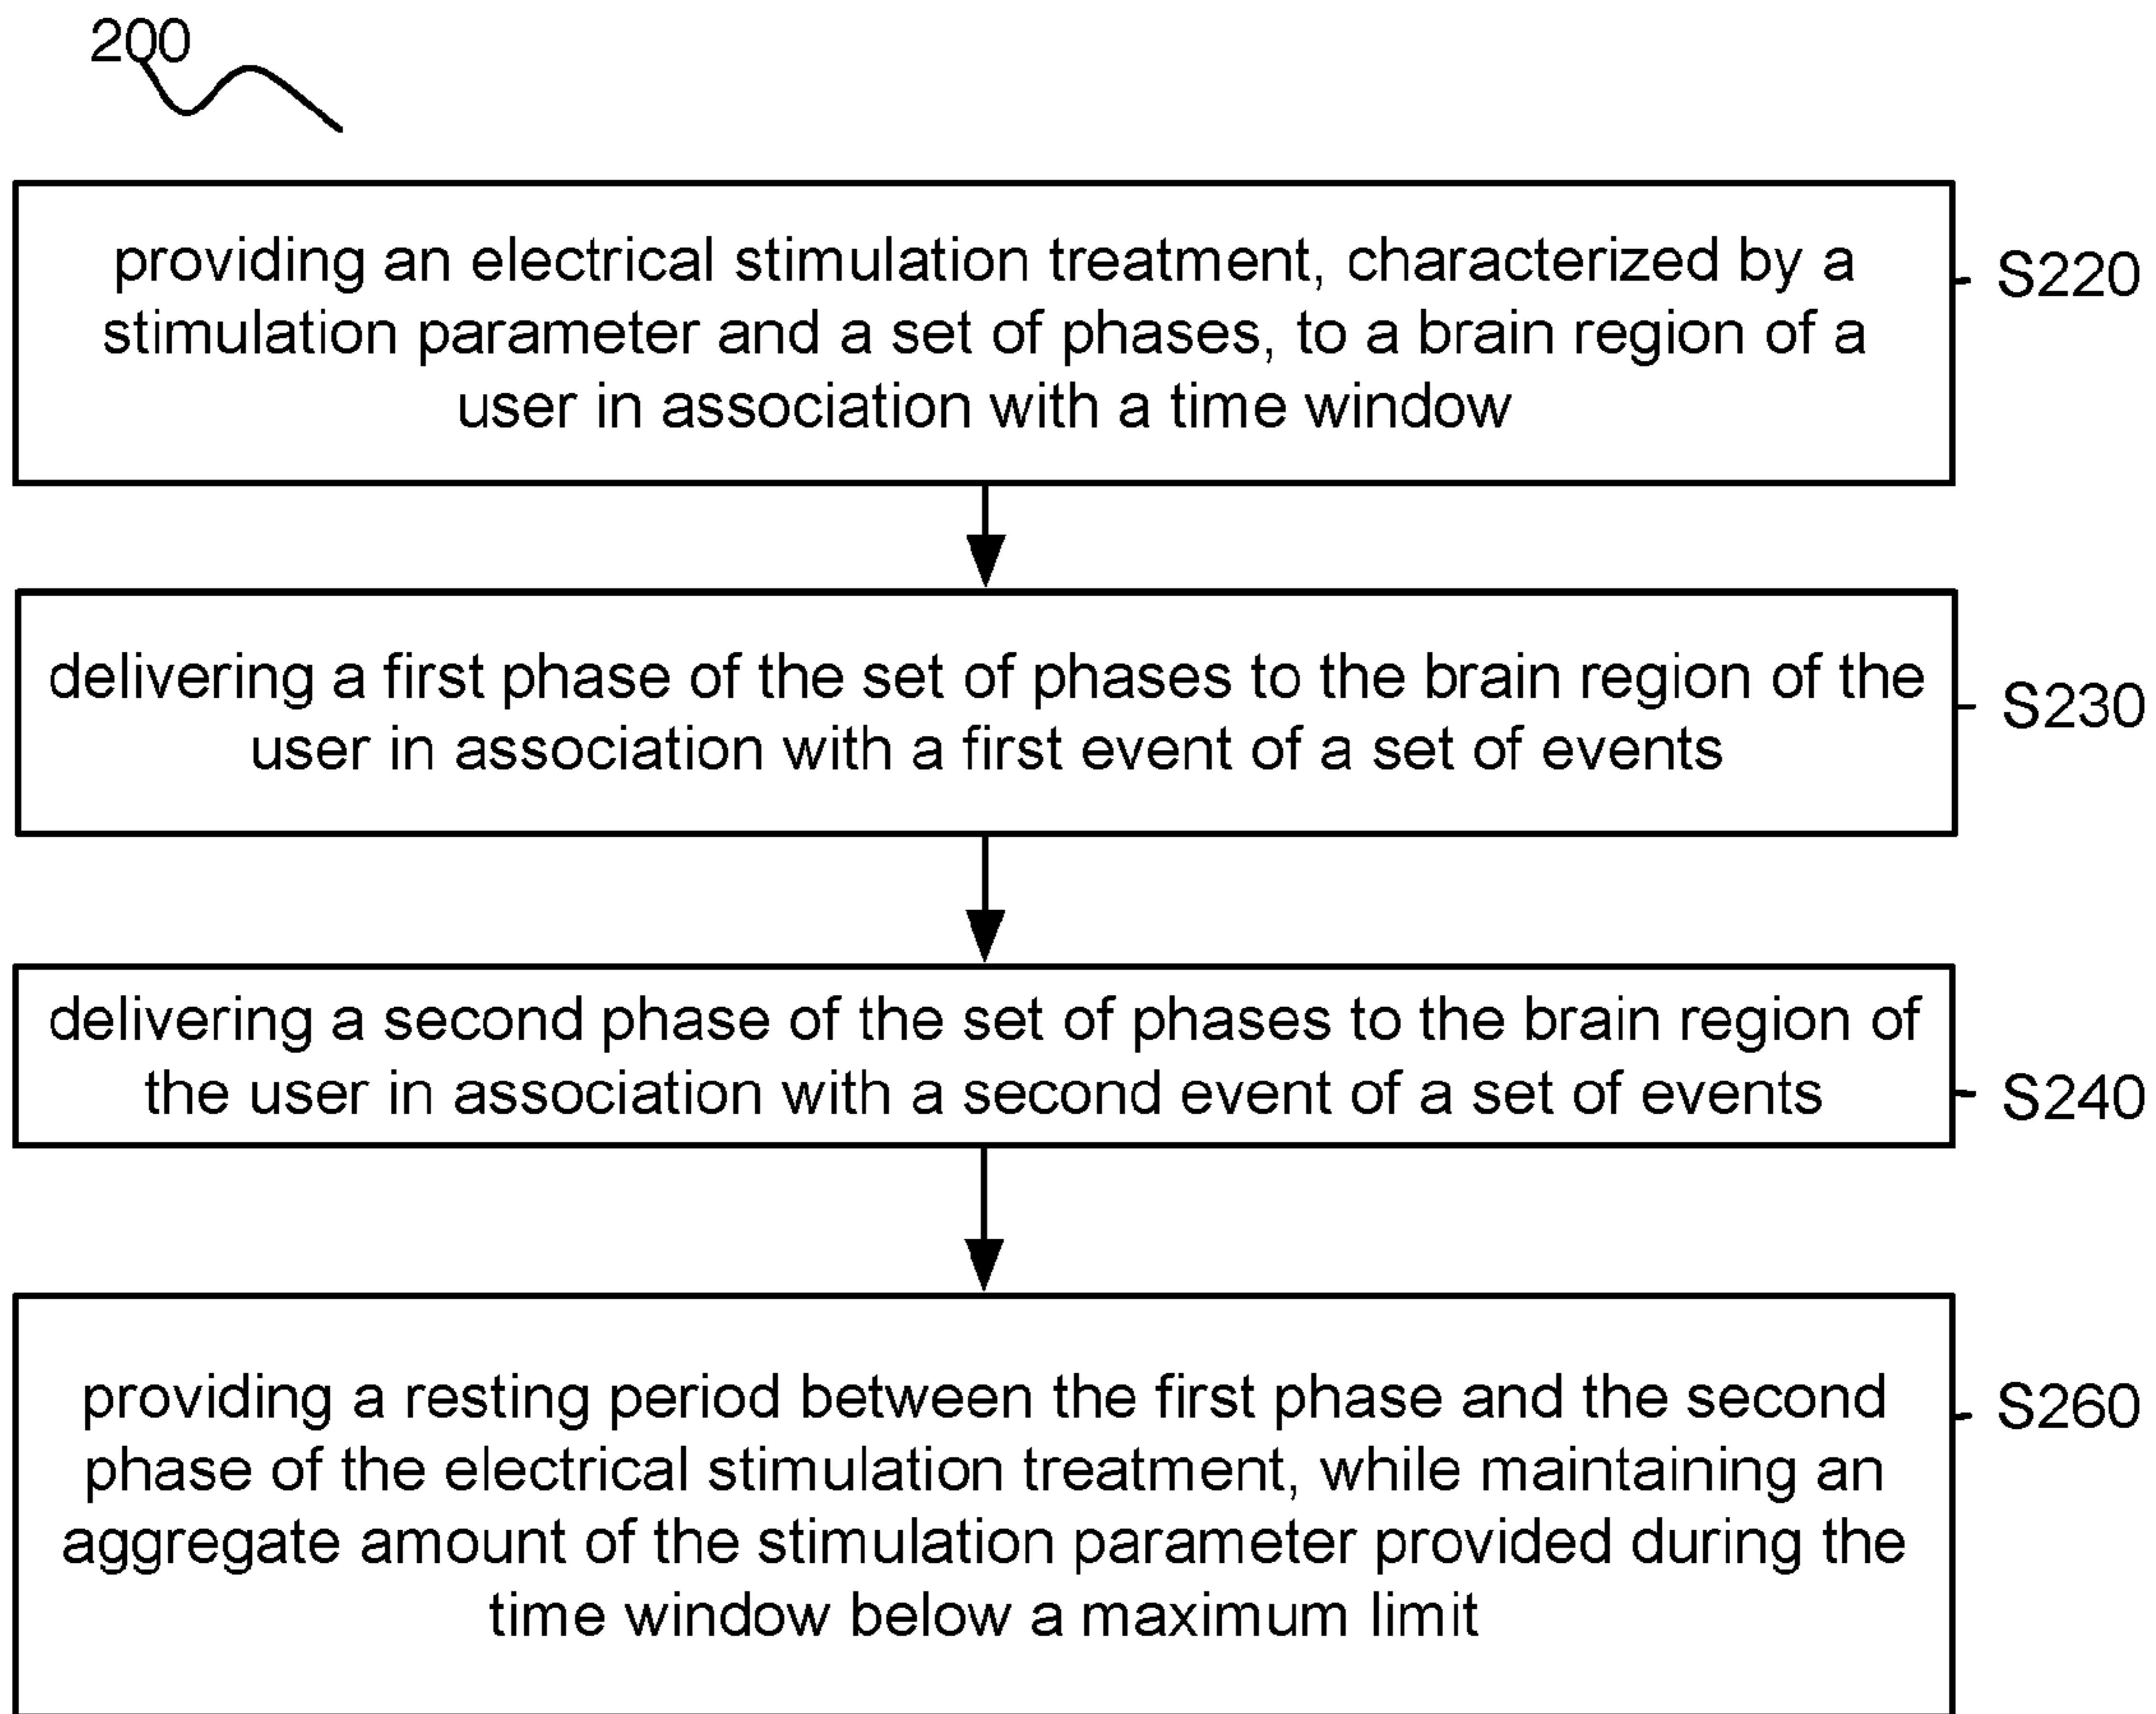 200
providing an electrical stimulation treatment, characterized by a
stimulation parameter and a set of phases, to a brain region of a
user in association with a time window
S220
delivering a first phase of the set of phases to the brain region of the
user in association with a first event of a set of events
S230
delivering a second phase of the set of phases to the brain region of
the user in association with a second event of a set of events
S240
providing a resting period between the first phase and the second
phase of the electrical stimulation treatment, while maintaining an
aggregate amount of the stimulation parameter provided during the
time window below a maximum limit
S260